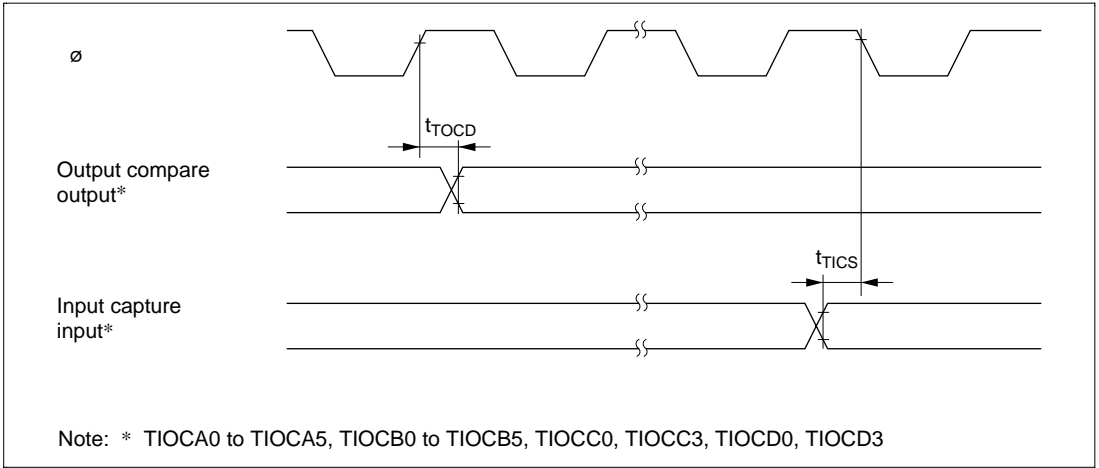 ø
tTOCD
Output compare
output*
tTICS
Input capture
input*
Note: * TIOCA0 to TIOCA5, TIOCB0 to TIOCB5, TIOCC0, TIOCC3, TIOCD0, TIOCD3